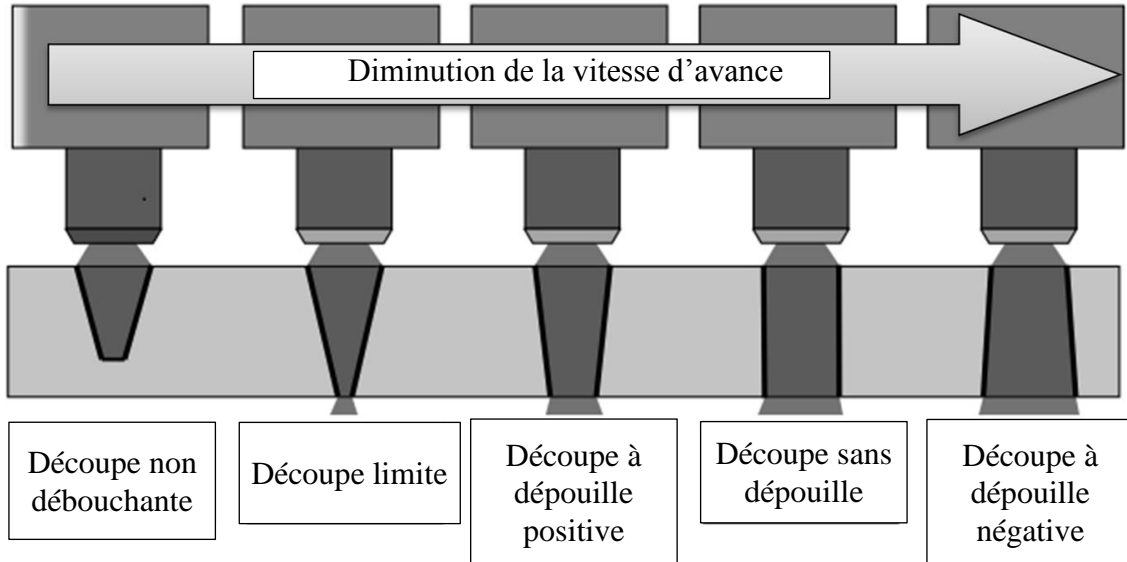 Diminution de la vitesse d’avance
Découpe non
débouchante
Découpe limite
Découpe à
dépouille
positive
Découpe sans
dépouille
Découpe à
dépouille
négative